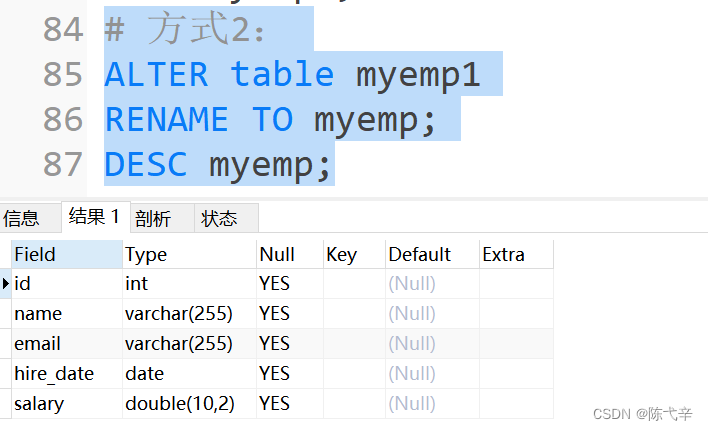 84 # 方式2：
85 ALTER table myemp1
86 RENAME TO myemp;
87 DESC myemp;
信息 结果 1 剖析 状态
Field Type Null Key Default Extra
id int YES (Null)
name varchar(255) YES (Null)
email varchar(255) YES (Null)
hire_date date YES (Null)
salary double(10,2) YES (Null)
CSDN @陈弋辛